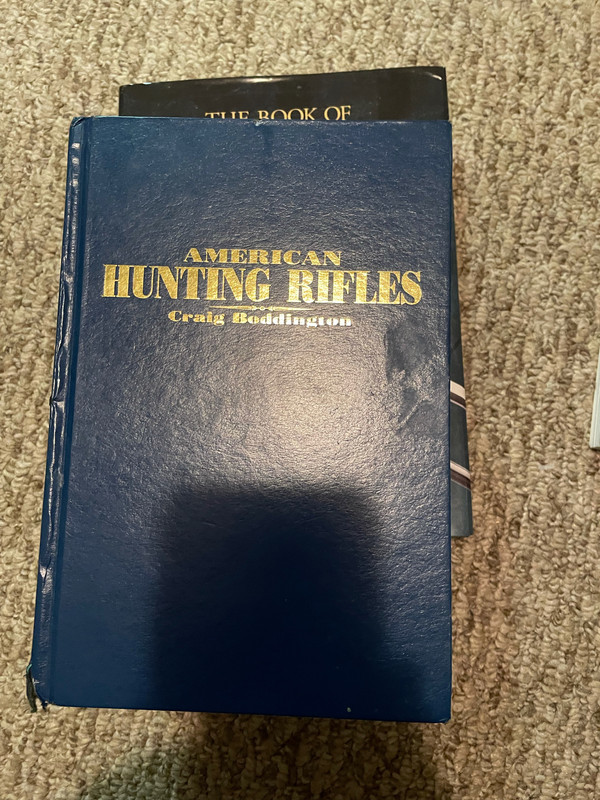 THE BOOK OF
AMERICAN
HUNTING RIFLES
Craig Boddington